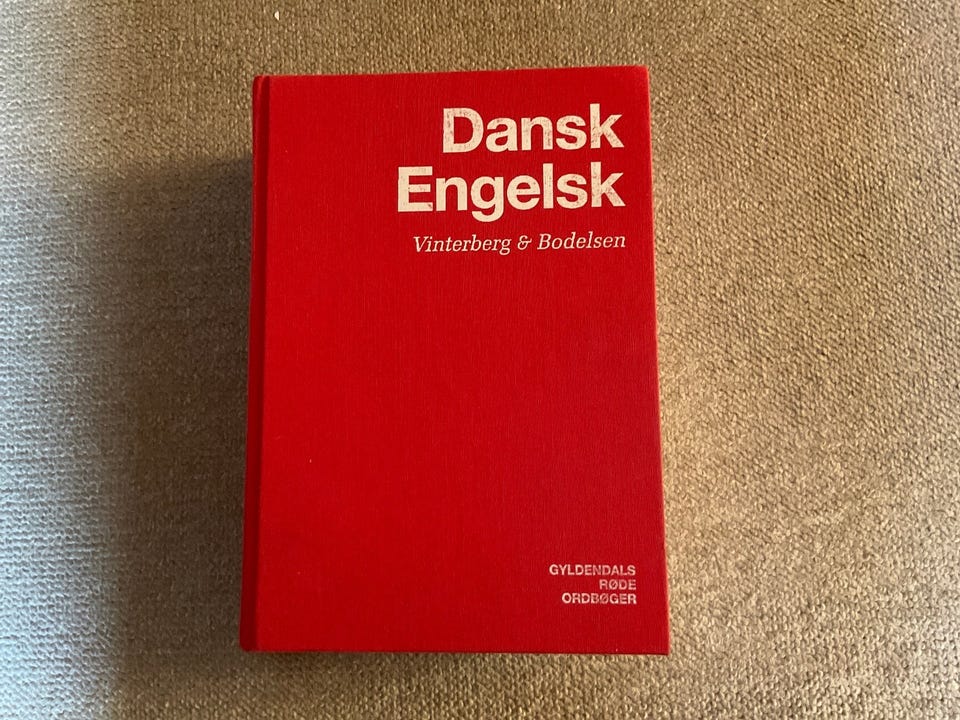 Dansk
Engelsk
Vinterberg & Bodelsen
GYLDENDALS
RØDE
ORDBØGER